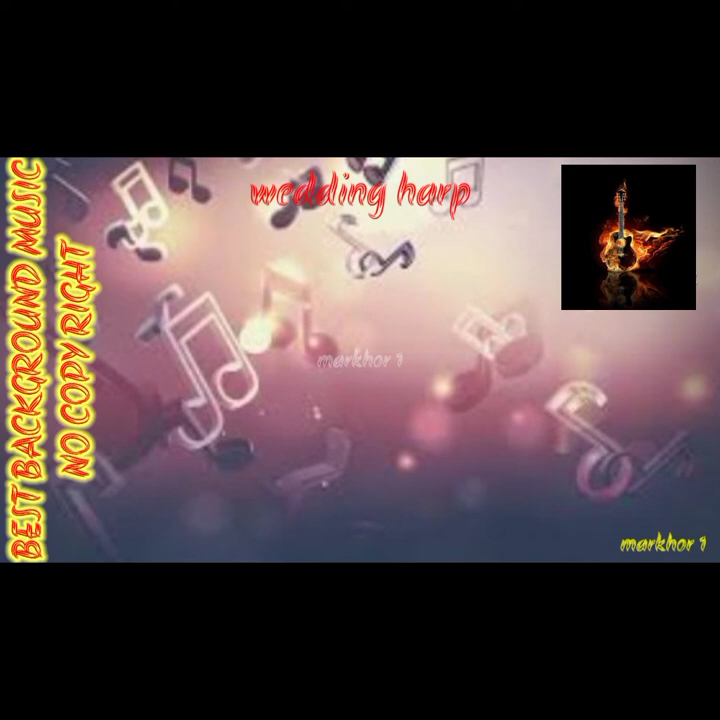 wedding harp
BEST BACKGROUND MUSIC
NO COPY RIGHT
markhor 1
markhor 1